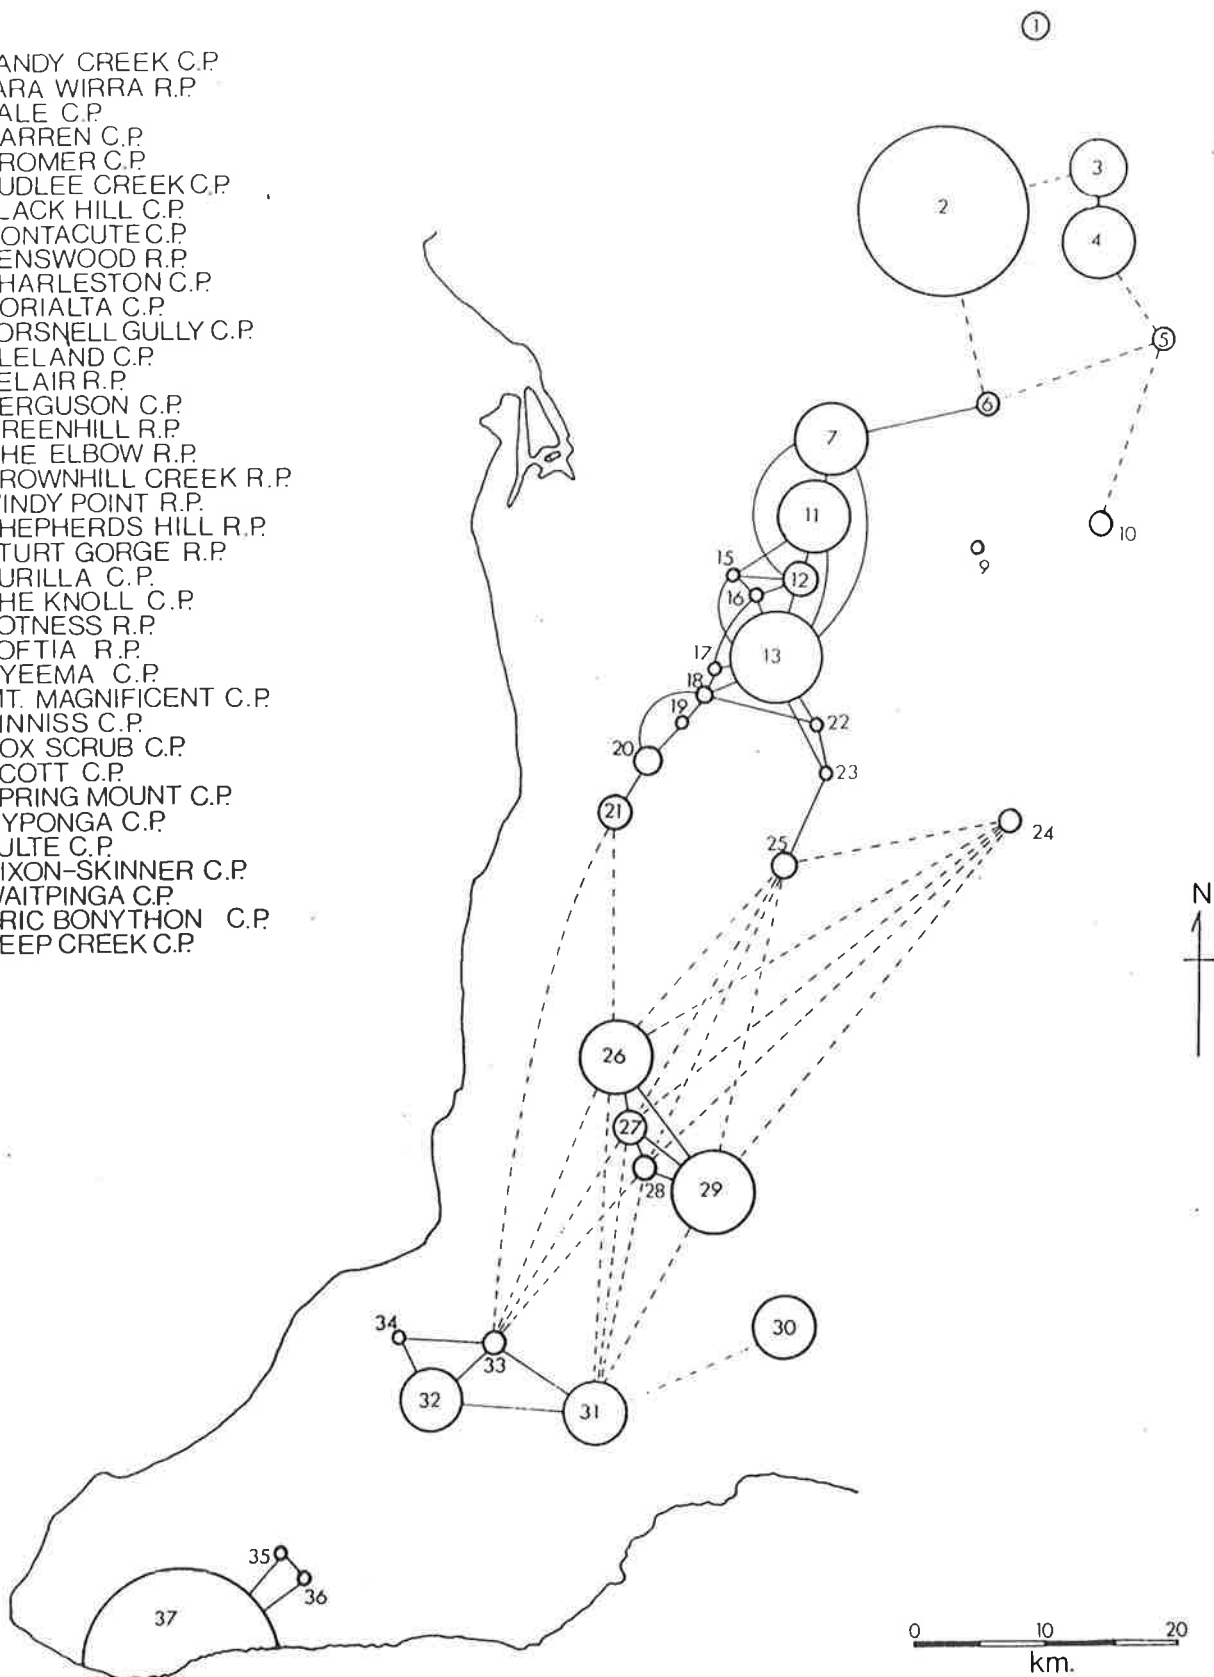 ANDY CREEK C.P.
ARA WIRRA R.P.
ALE C.P.
ARREN C.P.
ROMER C.P.
UDLEE CREEK C.P.
LACK HILL C.P.
ONTACUTE C.P.
ENSWOOD R.P.
HARLESTON C.P.
ORIALTA C.P.
ORSNELL GULLY C.P.
LELAND C.P.
ELAIR R.P.
ERGUSON C.P.
REENHILL R.P.
HE ELBOW R.P.
ROWNHILL CREEK R.P.
INDY POINT R.P.
HEPHERDS HILL R.P.
TURT GORGE R.P.
URILLA C.P.
HE KNOLL C.P.
OTNESS R.P.
OFTIA R.P.
YEEMA C.P.
MT. MAGNIFICENT C.P.
INNISS C.P.
OX SCRUB C.P.
COTT C.P.
PRING MOUNT C.P.
YPONGA C.P.
ULTE C.P.
IXON-SKINNER C.P.
WAITPINGA C.P.
RIC BONYTHON C.P.
EEP CREEK C.P.
1
2
3
4
5
6
7
11
10
9
15
12
16
13
17
18
19
22
20
23
21
24
25
N
26
27
28
29
34
33
30
32
31
35
36
37
0 10 20
km.